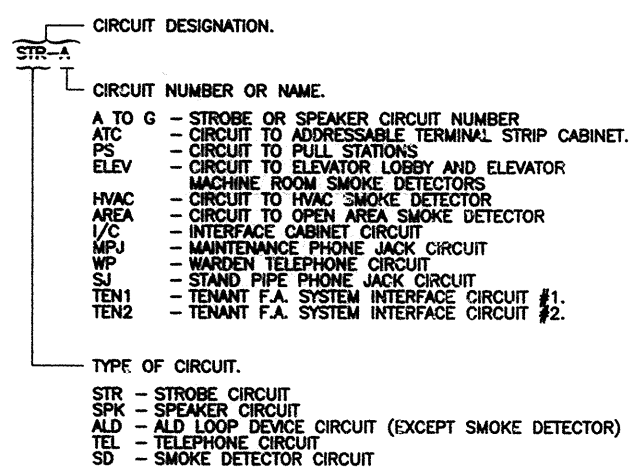 CIRCUIT DESIGNATION.
STR-A
CIRCUIT NUMBER OR NAME.
A TO G – STROBE OR SPEAKER CIRCUIT NUMBER
ATC – CIRCUIT TO ADDRESSABLE TERMINAL STRIP CABINET.
PS – CIRCUIT TO PULL STATIONS
ELEV – CIRCUIT TO ELEVATOR LOBBY AND ELEVATOR
MACHINE ROOM SMOKE DETECTORS
HVAC – CIRCUIT TO HVAC SMOKE DETECTOR
AREA – CIRCUIT TO OPEN AREA SMOKE DETECTOR
I/C – INTERFACE CABINET CIRCUIT
MPJ – MAINTENANCE PHONE JACK CIRCUIT
WP – WARDEN TELEPHONE CIRCUIT
SJ – STAND PIPE PHONE JACK CIRCUIT
TEN1 – TENANT F.A. SYSTEM INTERFACE CIRCUIT #1.
TEN2 – TENANT F.A. SYSTEM INTERFACE CIRCUIT #2.
TYPE OF CIRCUIT.
STR – STROBE CIRCUIT
SPK – SPEAKER CIRCUIT
ALD – ALD LOOP DEVICE CIRCUIT (EXCEPT SMOKE DETECTOR)
TEL – TELEPHONE CIRCUIT
SD – SMOKE DETECTOR CIRCUIT